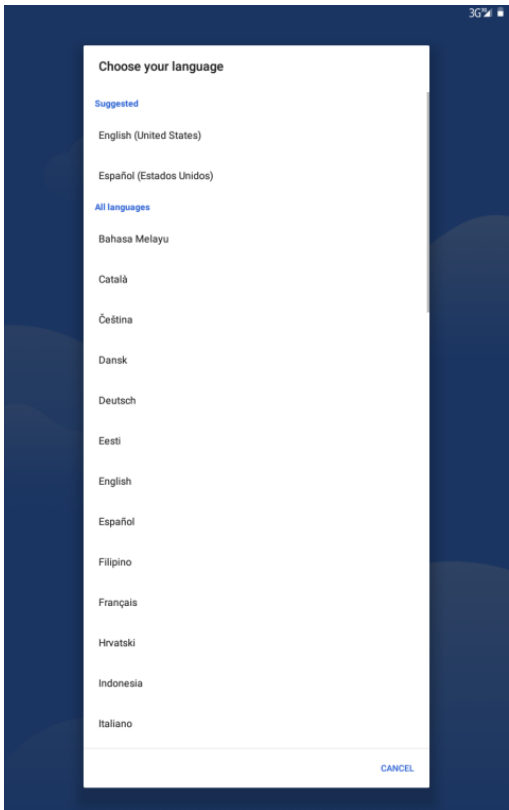 3G
Choose your language
Suggested
English (United States)
Español (Estados Unidos)
All languages
Bahasa Melayu
Català
Čeština
Dansk
Deutsch
Eesti
English
Español
Filipino
Français
Hrvatski
Indonesia
Italiano
CANCEL